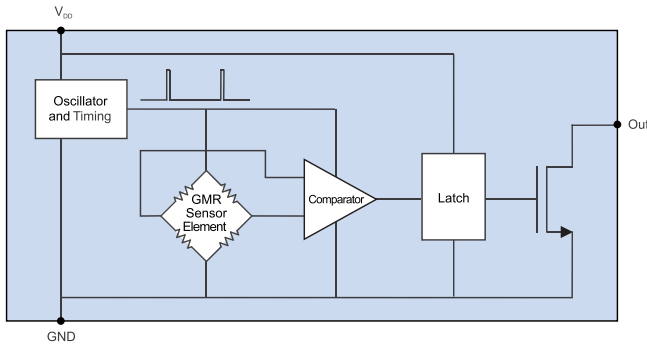 VDD
Oscillator
and Timing
GMR
Sensor
Element
Comparator
Latch
Out
GND